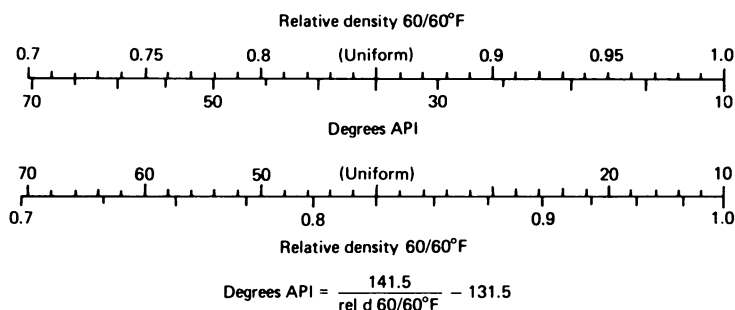 Relative density 60/60°F
0.7 0.75 0.8 (Uniform) 0.9 0.95 1.0
70 50 30 10
Degrees API
70 60 50 (Uniform) 20 10
0.7 0.8 0.9 1.0
Relative density 60/60°F
Degrees API = 141.5 / rel d 60/60°F − 131.5